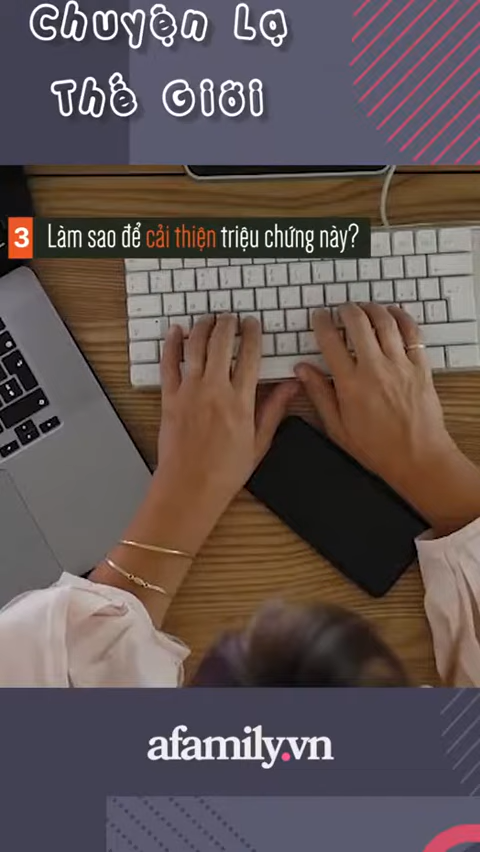 Chuyện Lạ
Thế Giới
3 Làm sao để cải thiện triệu chứng này?
afamily.vn